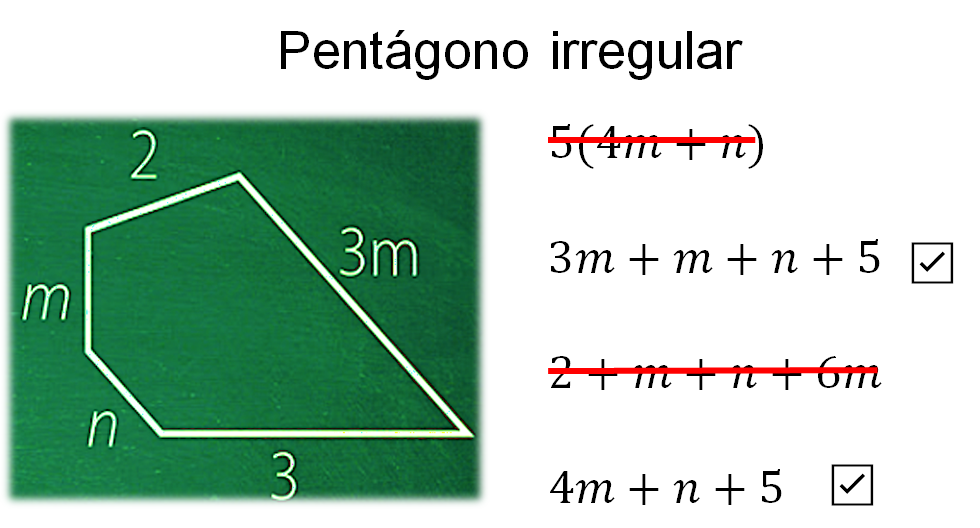 Pentágono irregular
2
3m
m
n
3
5(4m + n)
3m + m + n + 5
2 + m + n + 6m
4m + n + 5